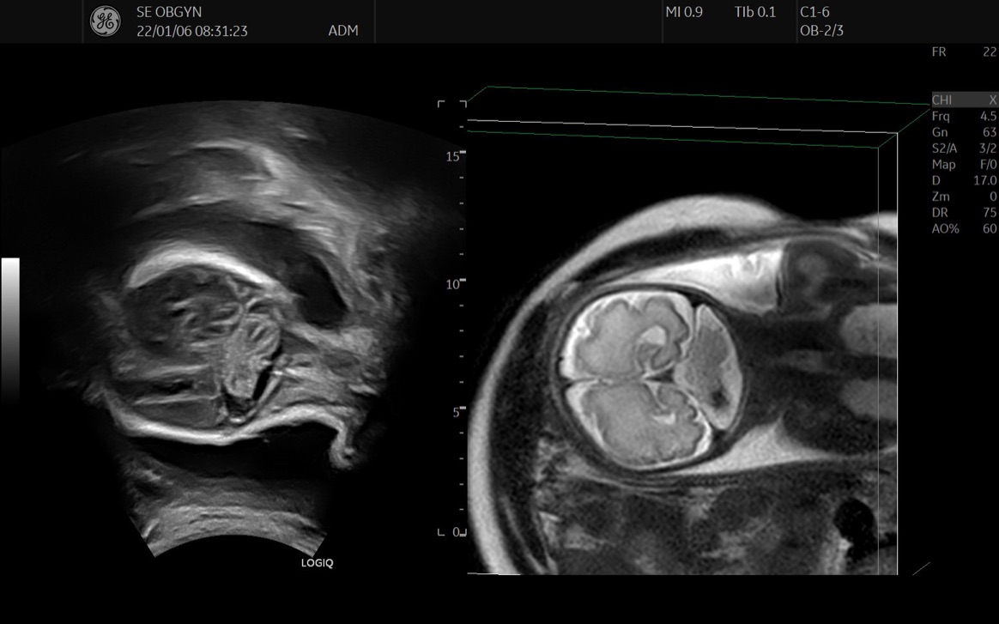 SE OBGYN
22/01/06 08:31:23 ADM
MI 0.9 TIb 0.1
C1-6
OB-2/3
FR 22
CHI X
Frq 4.5
Gn 63
S2/A 3/2
Map F/0
D 17.0
Zm 0
DR 75
AO% 60
15
10
5
0
LOGIQ